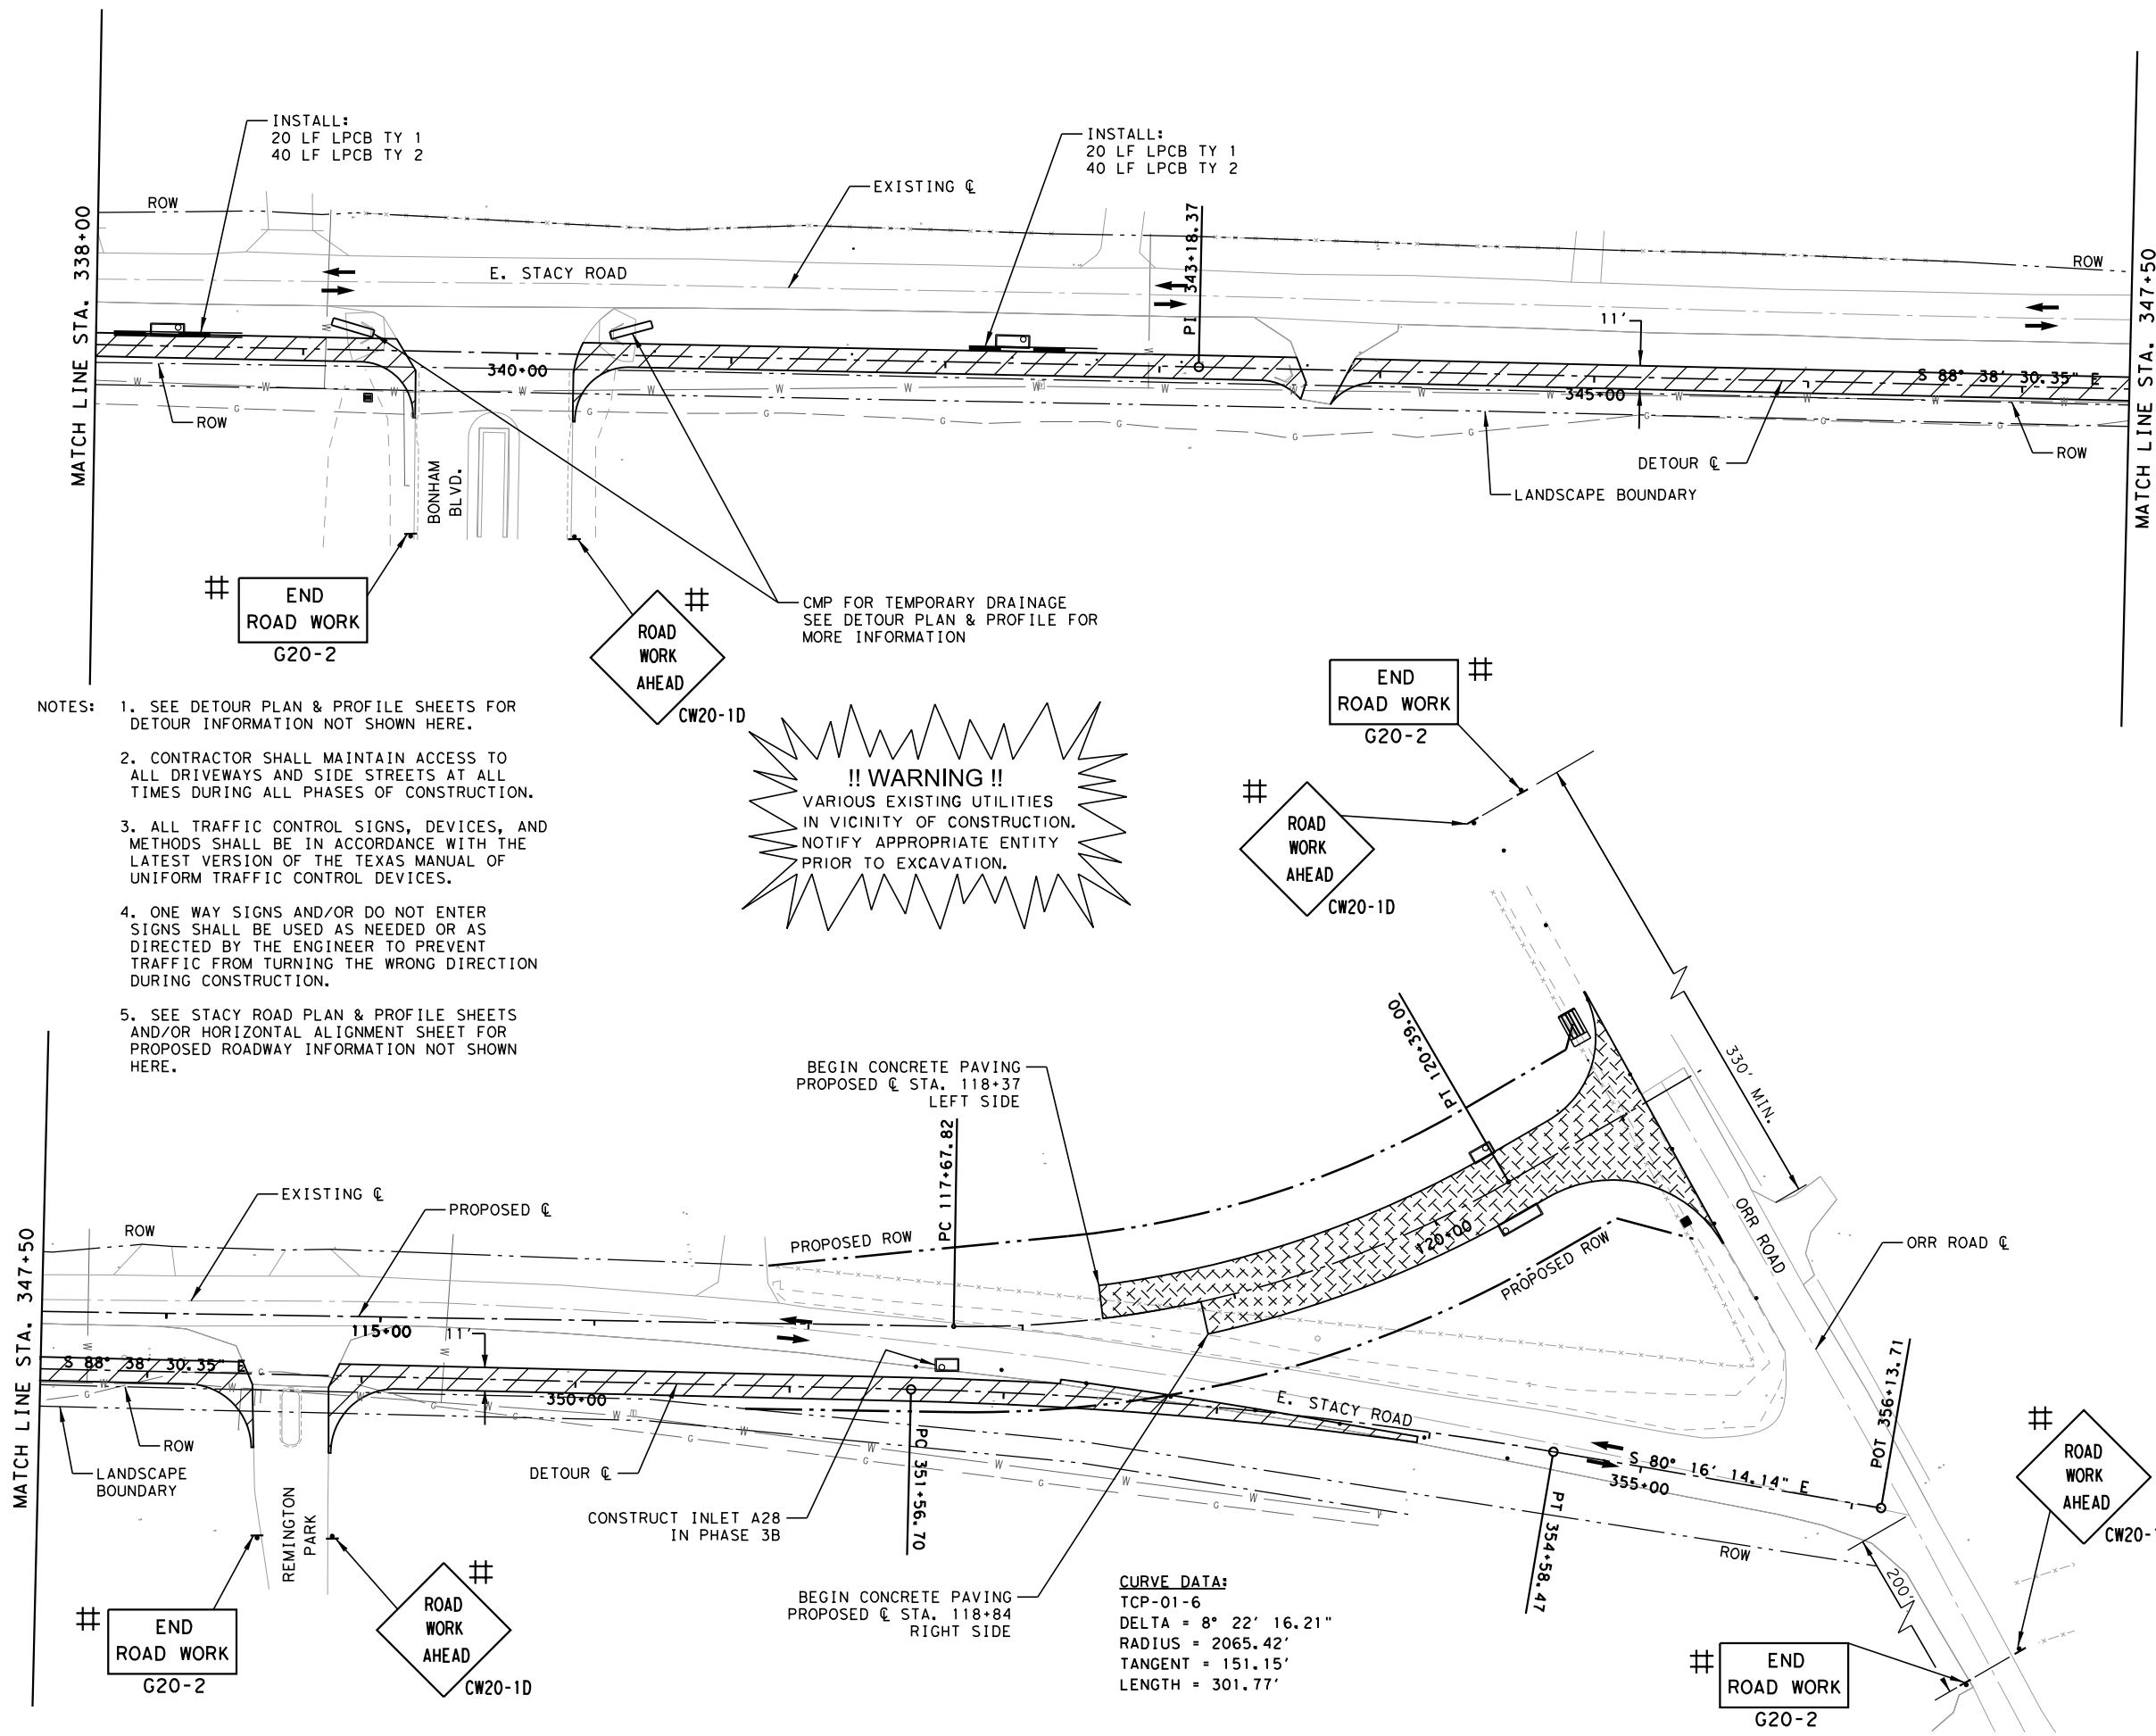 INSTALL:
20 LF LPCB TY 1
40 LF LPCB TY 2
INSTALL:
20 LF LPCB TY 1
40 LF LPCB TY 2
EXISTING ℄
ROW
E. STACY ROAD
PI 343+18.37
ROW
MATCH LINE STA. 338+00
MATCH LINE STA. 347+50
11'
340+00
345+00
S 88° 38' 30.35" E
ROW
ROW
DETOUR ℄
LANDSCAPE BOUNDARY
BONHAM
BLVD.
END
ROAD WORK
G20-2
ROAD
WORK
AHEAD
CW20-1D
CMP FOR TEMPORARY DRAINAGE
SEE DETOUR PLAN & PROFILE FOR
MORE INFORMATION
NOTES:
1. SEE DETOUR PLAN & PROFILE SHEETS FOR
DETOUR INFORMATION NOT SHOWN HERE.
2. CONTRACTOR SHALL MAINTAIN ACCESS TO
ALL DRIVEWAYS AND SIDE STREETS AT ALL
TIMES DURING ALL PHASES OF CONSTRUCTION.
3. ALL TRAFFIC CONTROL SIGNS, DEVICES, AND
METHODS SHALL BE IN ACCORDANCE WITH THE
LATEST VERSION OF THE TEXAS MANUAL OF
UNIFORM TRAFFIC CONTROL DEVICES.
4. ONE WAY SIGNS AND/OR DO NOT ENTER
SIGNS SHALL BE USED AS NEEDED OR AS
DIRECTED BY THE ENGINEER TO PREVENT
TRAFFIC FROM TURNING THE WRONG DIRECTION
DURING CONSTRUCTION.
5. SEE STACY ROAD PLAN & PROFILE SHEETS
AND/OR HORIZONTAL ALIGNMENT SHEET FOR
PROPOSED ROADWAY INFORMATION NOT SHOWN
HERE.
!! WARNING !!
VARIOUS EXISTING UTILITIES
IN VICINITY OF CONSTRUCTION.
NOTIFY APPROPRIATE ENTITY
PRIOR TO EXCAVATION.
END
ROAD WORK
G20-2
ROAD
WORK
AHEAD
CW20-1D
330' MIN.
PT 120+39.00
BEGIN CONCRETE PAVING
PROPOSED ℄ STA. 118+37
LEFT SIDE
PC 117+67.82
EXISTING ℄
PROPOSED ℄
ROW
PROPOSED ROW
120+00
PROPOSED ROW
ORR ROAD
ORR ROAD ℄
MATCH LINE STA. 347+50
115+00
11'
S 88° 38' 30.35" E
350+00
E. STACY ROAD
POT 356+13.71
S 80° 16' 14.14" E
355+00
ROW
LANDSCAPE
BOUNDARY
DETOUR ℄
PC 351+56.70
CONSTRUCT INLET A28
IN PHASE 3B
PT 354+58.47
ROW
200'
REMINGTON
PARK
END
ROAD WORK
G20-2
ROAD
WORK
AHEAD
CW20-1D
BEGIN CONCRETE PAVING
PROPOSED ℄ STA. 118+84
RIGHT SIDE
CURVE DATA:
TCP-01-6
DELTA = 8° 22' 16.21"
RADIUS = 2065.42'
TANGENT = 151.15'
LENGTH = 301.77'
ROAD
WORK
AHEAD
CW20-1
END
ROAD WORK
G20-2